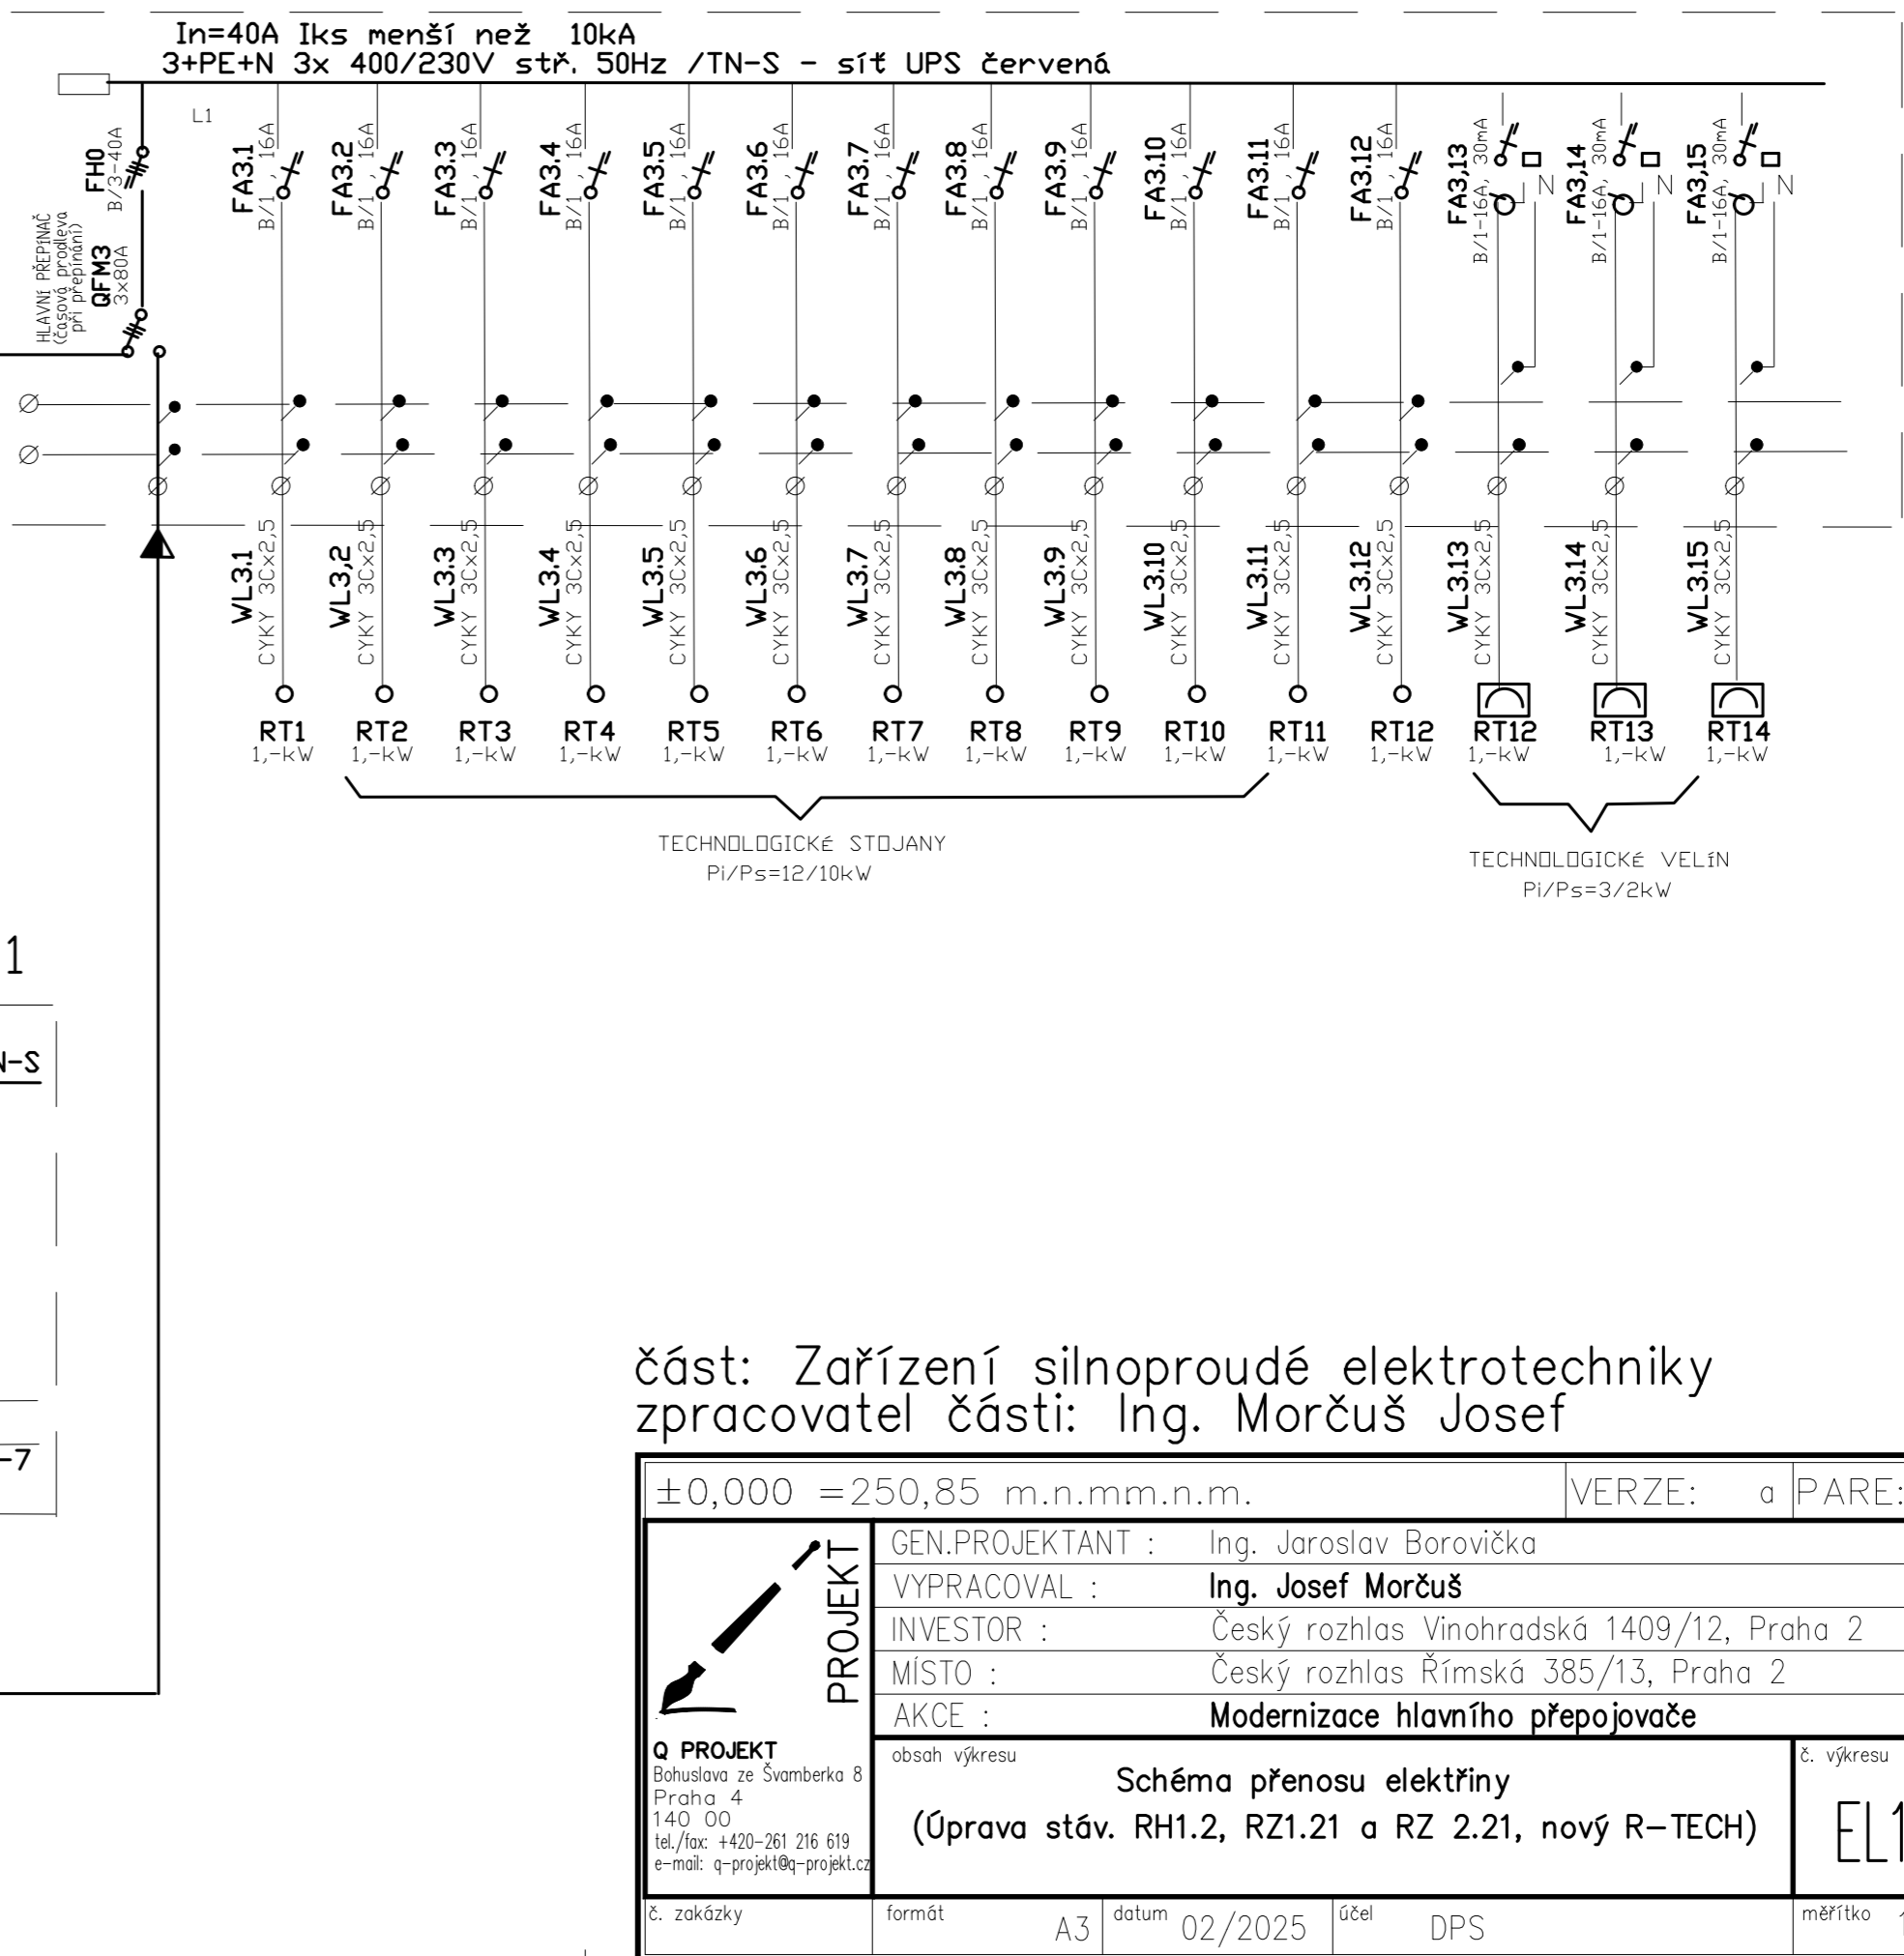 In=40A Iks menší než 10kA
3+PE+N 3x 400/230V stř. 50Hz /TN-S - síť UPS červená
L1
FH0
B/3-40A
HLAVNÍ PŘEPÍNAČ
(časová prodleva
při přepínání)
QFM3
3x80A
FA3.1
B/1, 16A
FA3.2
B/1, 16A
FA3.3
B/1, 16A
FA3.4
B/1, 16A
FA3.5
B/1, 16A
FA3.6
B/1, 16A
FA3.7
B/1, 16A
FA3.8
B/1, 16A
FA3.9
B/1, 16A
FA3.10
B/1, 16A
FA3.11
B/1, 16A
FA3.12
B/1, 16A
FA3,13
B/1-16A, 30mA
N
FA3,14
B/1-16A, 30mA
N
FA3,15
B/1-16A, 30mA
N
WL3.1
CYKY 3Cx2,5
WL3,2
CYKY 3Cx2,5
WL3.3
CYKY 3Cx2,5
WL3.4
CYKY 3Cx2,5
WL3.5
CYKY 3Cx2,5
WL3.6
CYKY 3Cx2,5
WL3.7
CYKY 3Cx2,5
WL3.8
CYKY 3Cx2,5
WL3.9
CYKY 3Cx2,5
WL3.10
CYKY 3Cx2,5
WL3.11
CYKY 3Cx2,5
WL3.12
CYKY 3Cx2,5
WL3.13
CYKY 3Cx2,5
WL3.14
CYKY 3Cx2,5
WL3.15
CYKY 3Cx2,5
RT1 RT2 RT3 RT4 RT5 RT6 RT7 RT8 RT9 RT10 RT11 RT12 RT12 RT13 RT14
1,-kW 1,-kW 1,-kW 1,-kW 1,-kW 1,-kW 1,-kW 1,-kW 1,-kW 1,-kW 1,-kW 1,-kW 1,-kW 1,-kW 1,-kW
TECHNOLOGICKÉ STOJANY
Pi/Ps=12/10kW
TECHNOLOGICKÉ VELÍN
Pi/Ps=3/2kW
1
N-S
-7
část: Zařízení silnoproudé elektrotechniky
zpracovatel části: Ing. Morčuš Josef
±0,000 =250,85 m.n.mm.n.m.
VERZE: a
PARE:
PROJEKT
GEN.PROJEKTANT : Ing. Jaroslav Borovička
VYPRACOVAL : Ing. Josef Morčuš
INVESTOR : Český rozhlas Vinohradská 1409/12, Praha 2
MÍSTO : Český rozhlas Římská 385/13, Praha 2
AKCE : Modernizace hlavního přepojovače
Q PROJEKT
Bohuslava ze Švamberka 8
Praha 4
140 00
tel./fax: +420-261 216 619
e-mail: q-projekt@q-projekt.cz
obsah výkresu
Schéma přenosu elektřiny
(Úprava stáv. RH1.2, RZ1.21 a RZ 2.21, nový R-TECH)
č. výkresu
EL1
č. zakázky
formát A3
datum 02/2025
účel DPS
měřítko 1